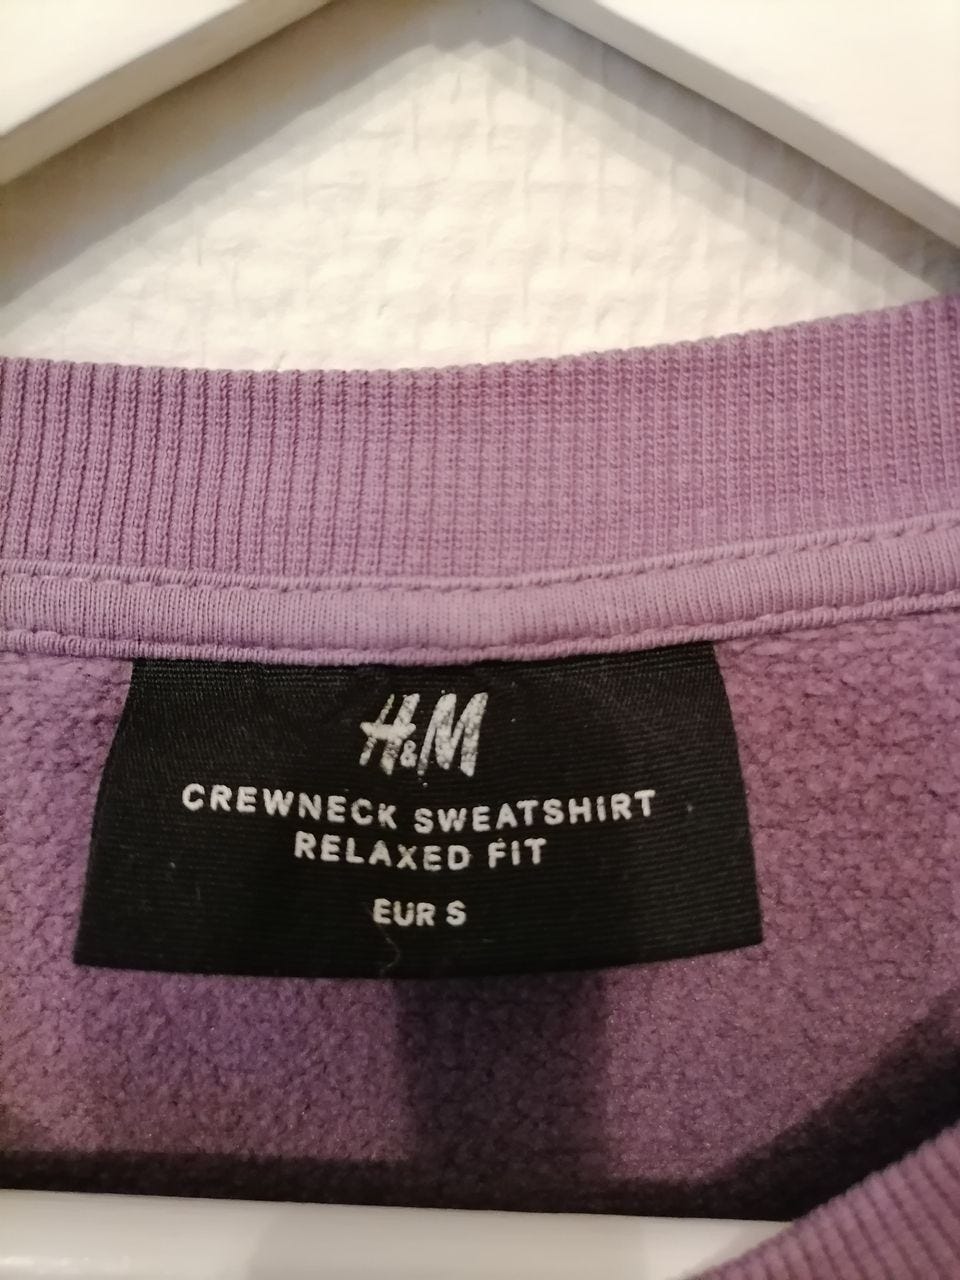 H&M
CREWNECK SWEATSHIRT
RELAXED FIT
EUR S